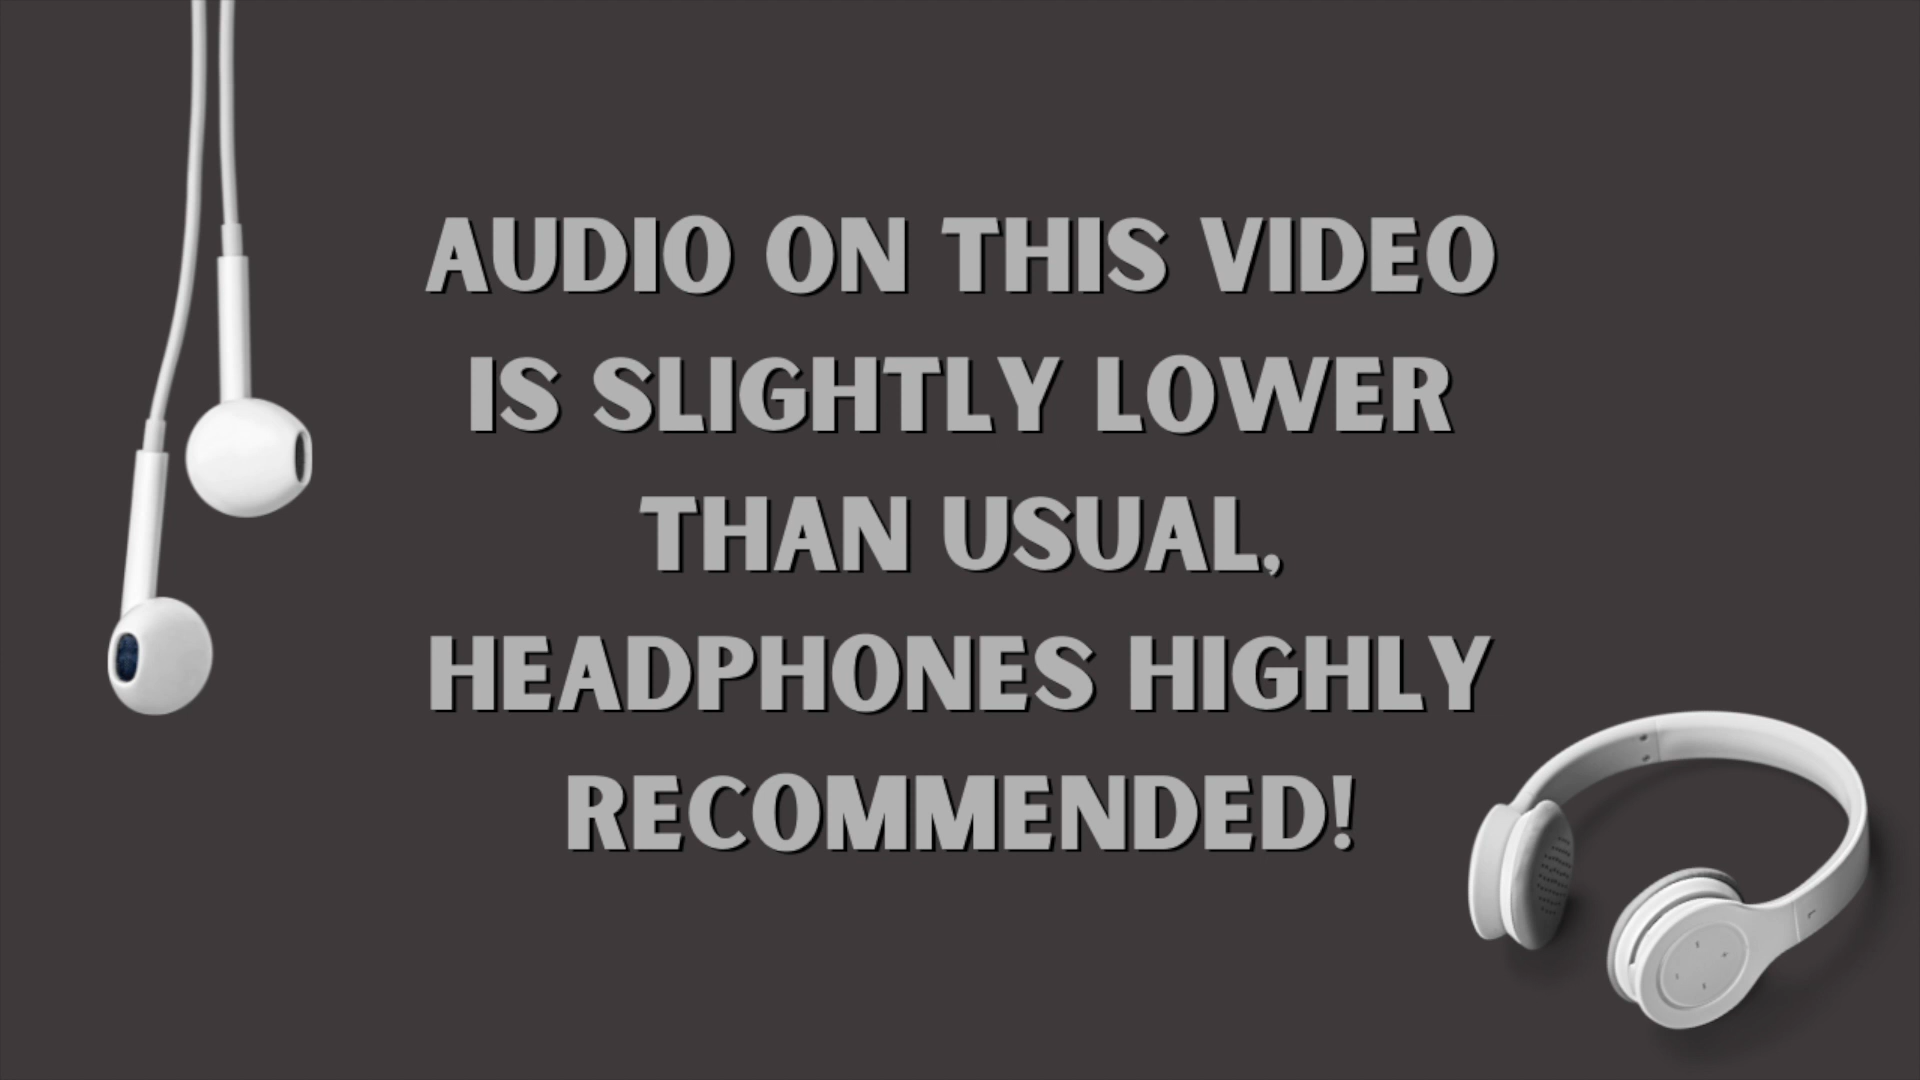 AUDIO ON THIS VIDEO
IS SLIGHTLY LOWER
THAN USUAL,
HEADPHONES HIGHLY
RECOMMENDED!